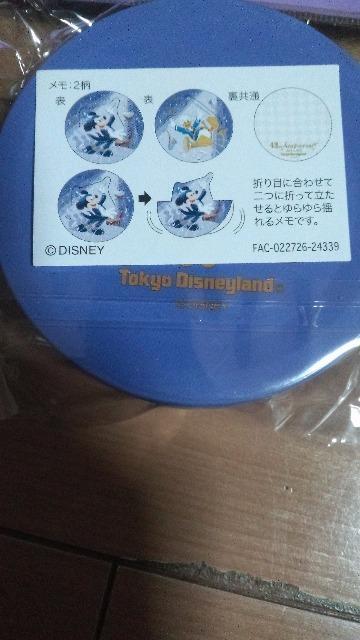 メモ:2柄
表
表
裏共通
折り目に合わせて
二つに折って立た
せるとゆらゆら揺
れるメモです。
©DISNEY
FAC-022726-24339
Tokyo Disneyland